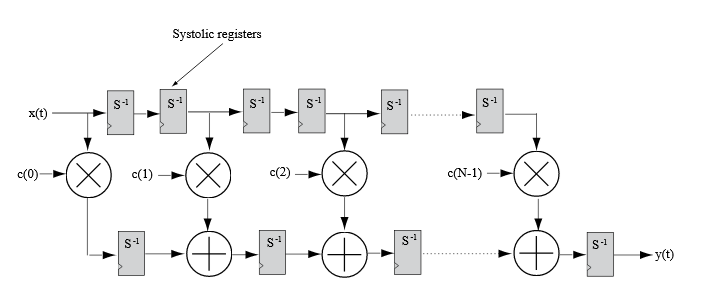 Systolic registers
x(t) S-1 S-1 S-1 S-1 S-1 S-1
c(0) c(1) c(2) c(N-1)
S-1 S-1 S-1 S-1 y(t)